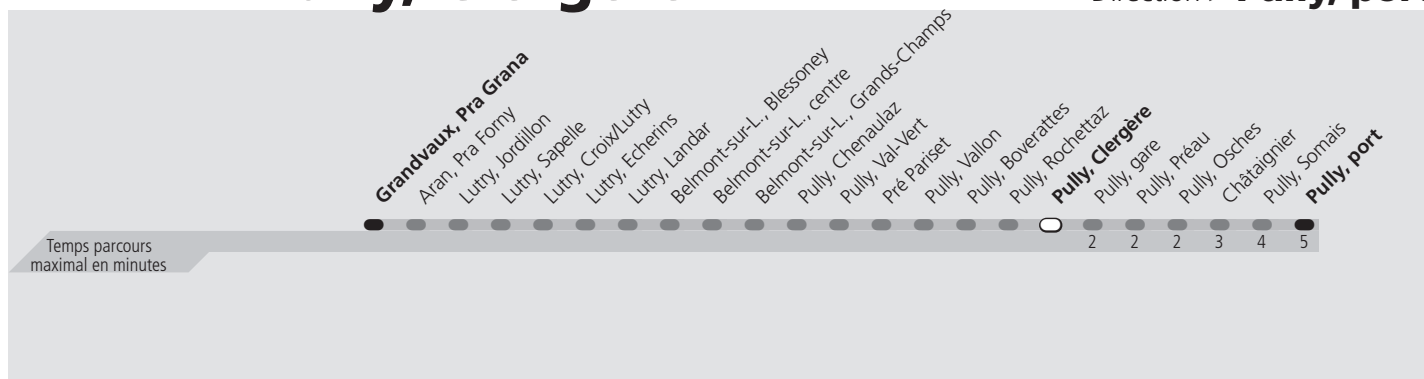 Grandvaux, Pra Grana
Aran, Pra Forny
Lutry, Jordillon
Lutry, Sapelle
Lutry, Croix/Lutry
Lutry, Echerins
Lutry, Landar
Belmont-sur-L., Blessoney
Belmont-sur-L., centre
Belmont-sur-L., Grands-Champs
Pully, Chenaulaz
Pully, Val-Vert
Pré Pariset
Pully, Vallon
Pully, Boverattes
Pully, Rochettaz
Pully, Clergère
Pully, gare
Pully, Préau
Pully, Osches
Châtaignier
Pully, Somais
Pully, port
Temps parcours
maximal en minutes
2 2 2 3 4 5